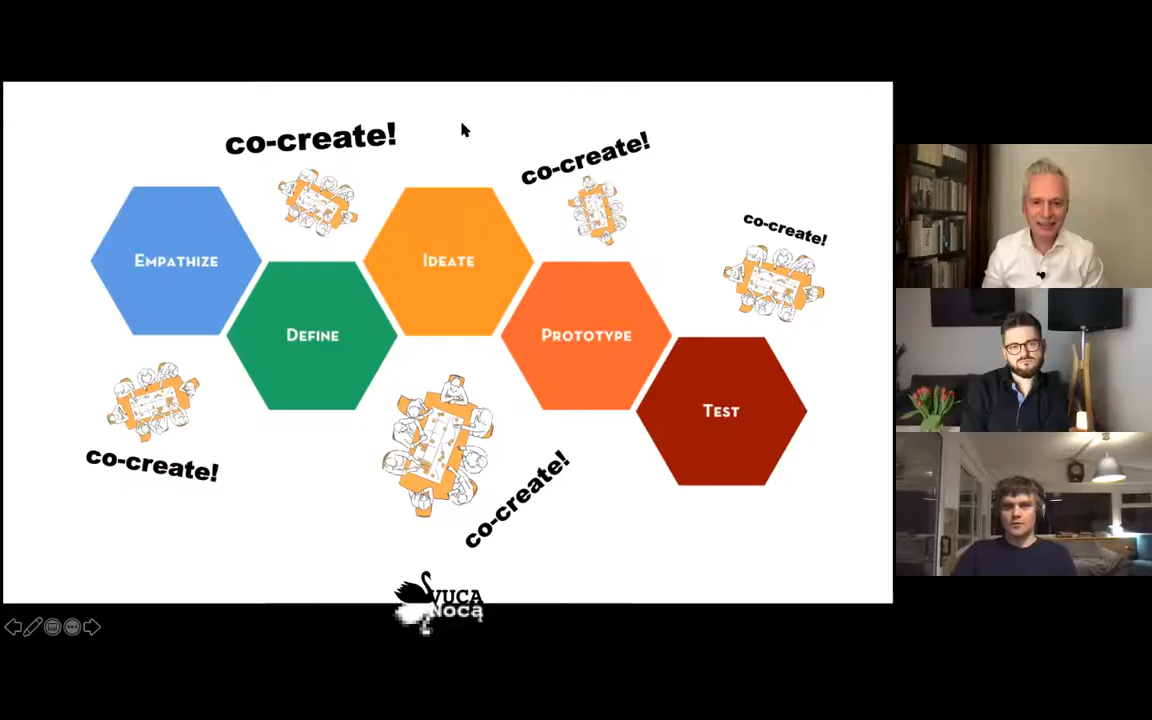 co-create!
co-create!
co-create!
EMPATHIZE
IDEATE
DEFINE
PROTOTYPE
TEST
co-create!
co-create!
VUCA
Noca